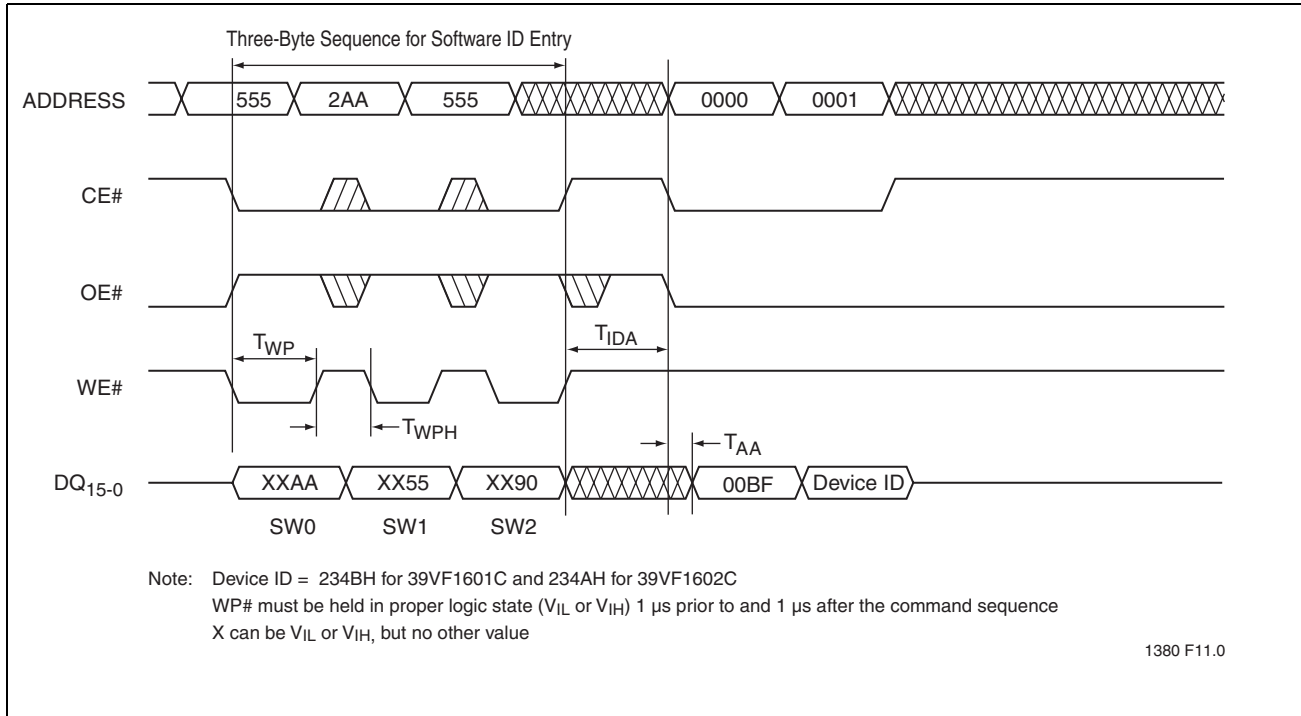 Three-Byte Sequence for Software ID Entry
ADDRESS 555 2AA 555 0000 0001
CE#
OE#
TWP TIDA
WE#
TWPH TAA
DQ15-0 XXAA XX55 XX90 00BF Device ID
SW0 SW1 SW2
Note: Device ID = 234BH for 39VF1601C and 234AH for 39VF1602C
WP# must be held in proper logic state (VIL or VIH) 1 µs prior to and 1 µs after the command sequence
X can be VIL or VIH, but no other value
1380 F11.0